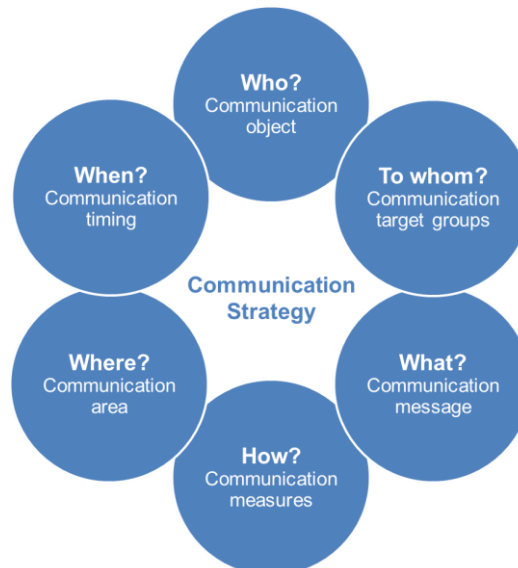 Who?
Communication
object
To whom?
Communication
target groups
What?
Communication
message
How?
Communication
measures
Where?
Communication
area
When?
Communication
timing
Communication
Strategy